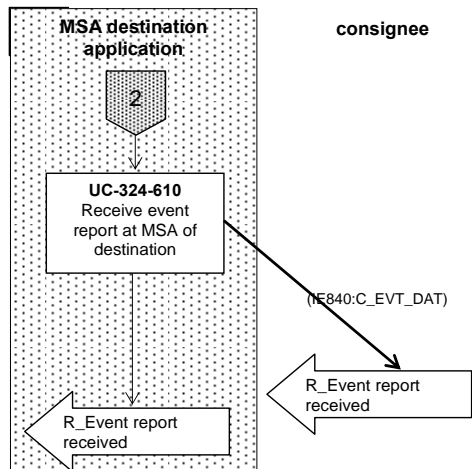 MSA destination
application
consignee
2
UC-324-610
Receive event
report at MSA of
destination
(IE840:C_EVT_DAT)
R_Event report
received
R_Event report
received